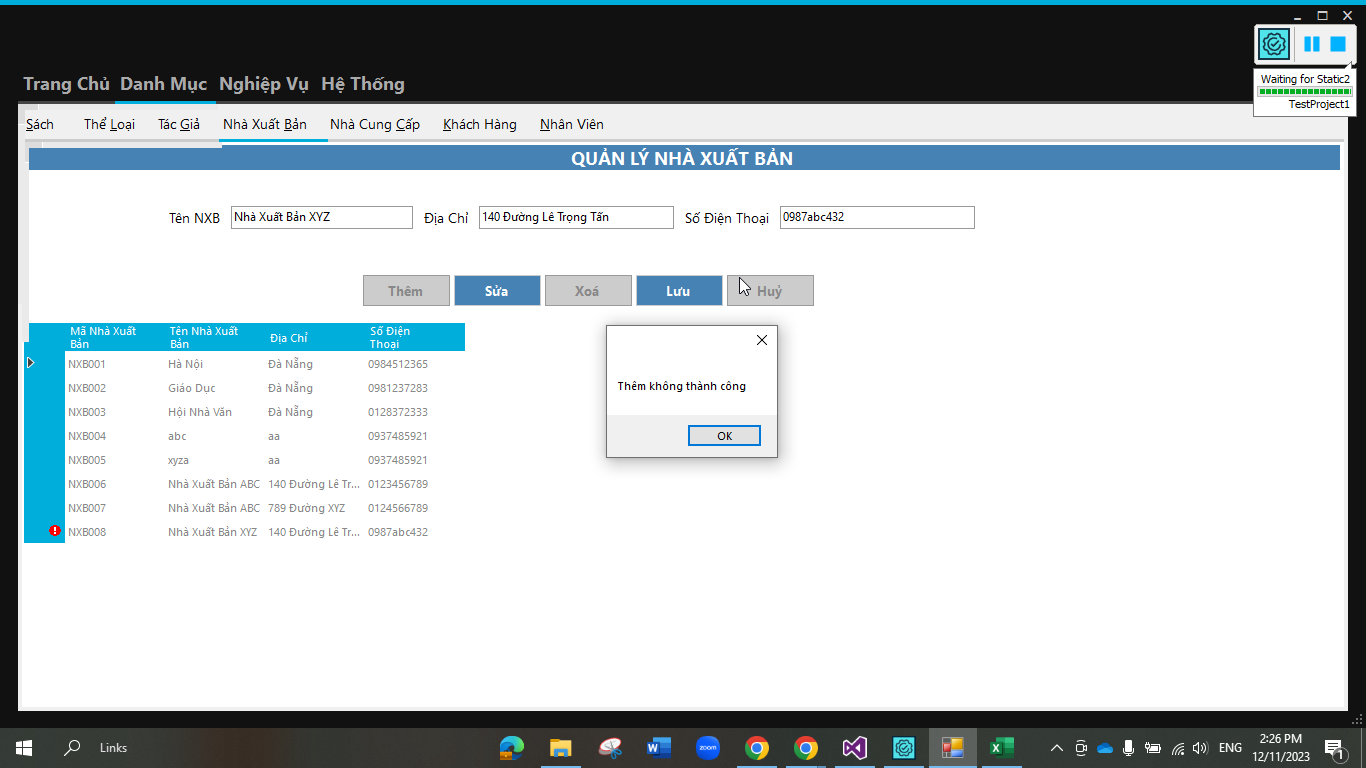 Waiting for Static2
TestProject1
Trang Chủ Danh Mục Nghiệp Vụ Hệ Thống
Sách Thể Loại Tác Giả Nhà Xuất Bản Nhà Cung Cấp Khách Hàng Nhân Viên
QUẢN LÝ NHÀ XUẤT BẢN
Tên NXB Nhà Xuất Bản XYZ Địa Chỉ 140 Đường Lê Trọng Tấn Số Điện Thoại 0987abc432
Thêm Sửa Xoá Lưu Huỷ
Mã Nhà Xuất Bản Tên Nhà Xuất Bản Địa Chỉ Số Điện Thoại
NXB001 Hà Nội Đà Nẵng 0984512365
NXB002 Giáo Dục Đà Nẵng 0981237283
NXB003 Hội Nhà Văn Đà Nẵng 0128372333
NXB004 abc aa 0937485921
NXB005 xyza aa 0937485921
NXB006 Nhà Xuất Bản ABC 140 Đường Lê Tr... 0123456789
NXB007 Nhà Xuất Bản ABC 789 Đường XYZ 0124566789
NXB008 Nhà Xuất Bản XYZ 140 Đường Lê Tr... 0987abc432
Thêm không thành công
OK
Links
zoom
ENG
2:26 PM
12/11/2023
1